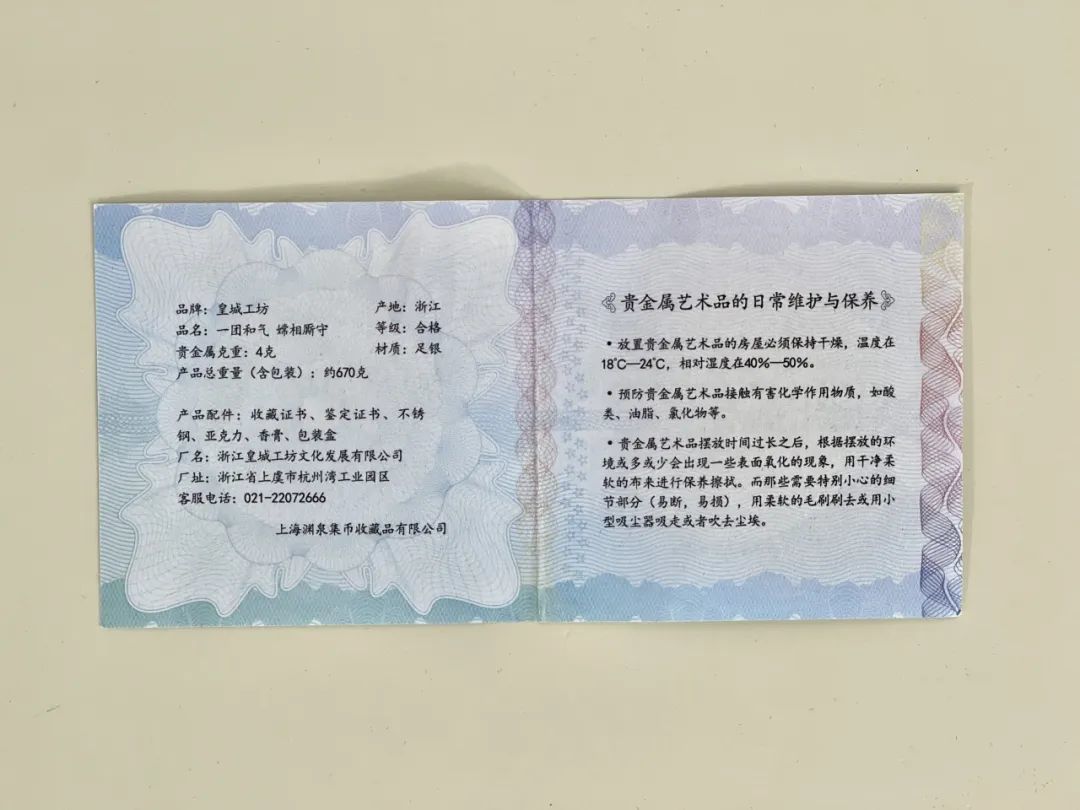 品牌：皇城工坊 产地：浙江
品名：一团和气 嫦相厮守 等级：合格
贵金属克重：4克 材质：足银
产品总重量（含包装）：约670克
产品配件：收藏证书、鉴定证书、不锈
钢、亚克力、香膏、包装盒
厂名：浙江皇城工坊文化发展有限公司
厂址：浙江省上虞市杭州湾工业园区
客服电话：021-22072666
上海渊泉集币收藏品有限公司
贵金属艺术品的日常维护与保养
•放置贵金属艺术品的房屋必须保持干燥，温度在
18℃—24℃，相对湿度在40%—50%。
•预防贵金属艺术品接触有害化学作用物质，如酸
类、油脂、氯化物等。
•贵金属艺术品摆放时间过长之后，根据摆放的环
境或多或少会出现一些表面氧化的现象，用干净柔
软的布来进行保养擦拭。而那些需要特别小心的细
节部分（易断，易损），用柔软的毛刷刷去或用小
型吸尘器吸走或者吹去尘埃。